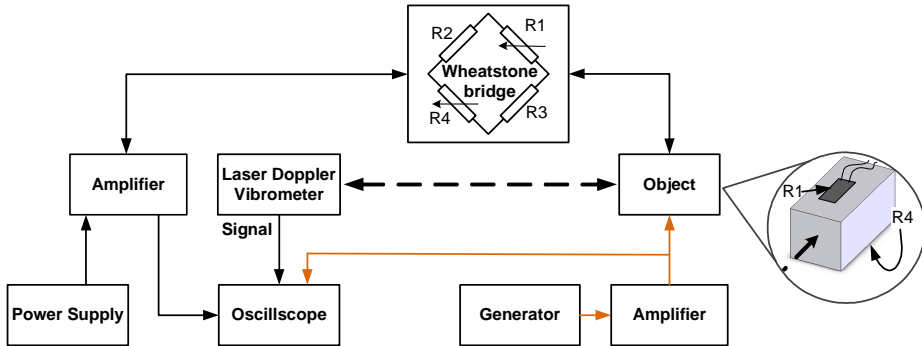 R2
R1
Wheatstone
bridge
R4
R3
Amplifier
Laser Doppler
Vibrometer
Object
R1
R4
Signal
Power Supply
Oscillscope
Generator
Amplifier